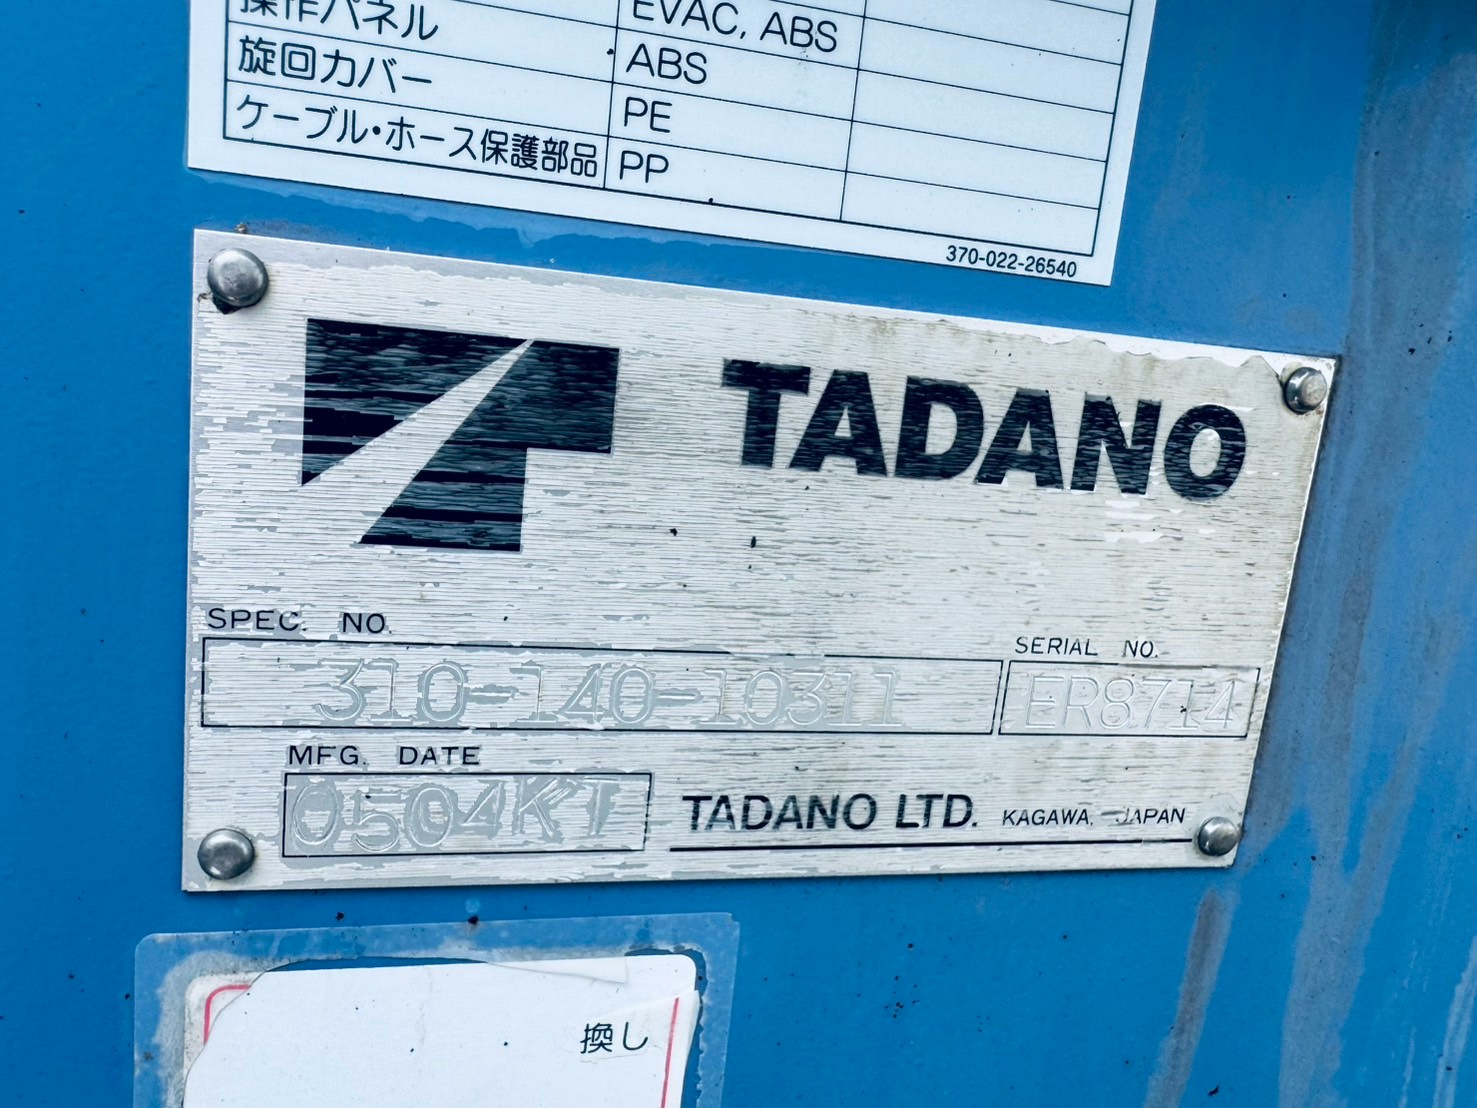 操作パネル EVAC, ABS
旋回カバー ABS
ケーブル・ホース保護部品 PE
PP
370-022-26540
TADANO
SPEC. NO.
310-140-10311
SERIAL NO.
ER8714
MFG. DATE
0504KT
TADANO LTD. KAGAWA, JAPAN
換し